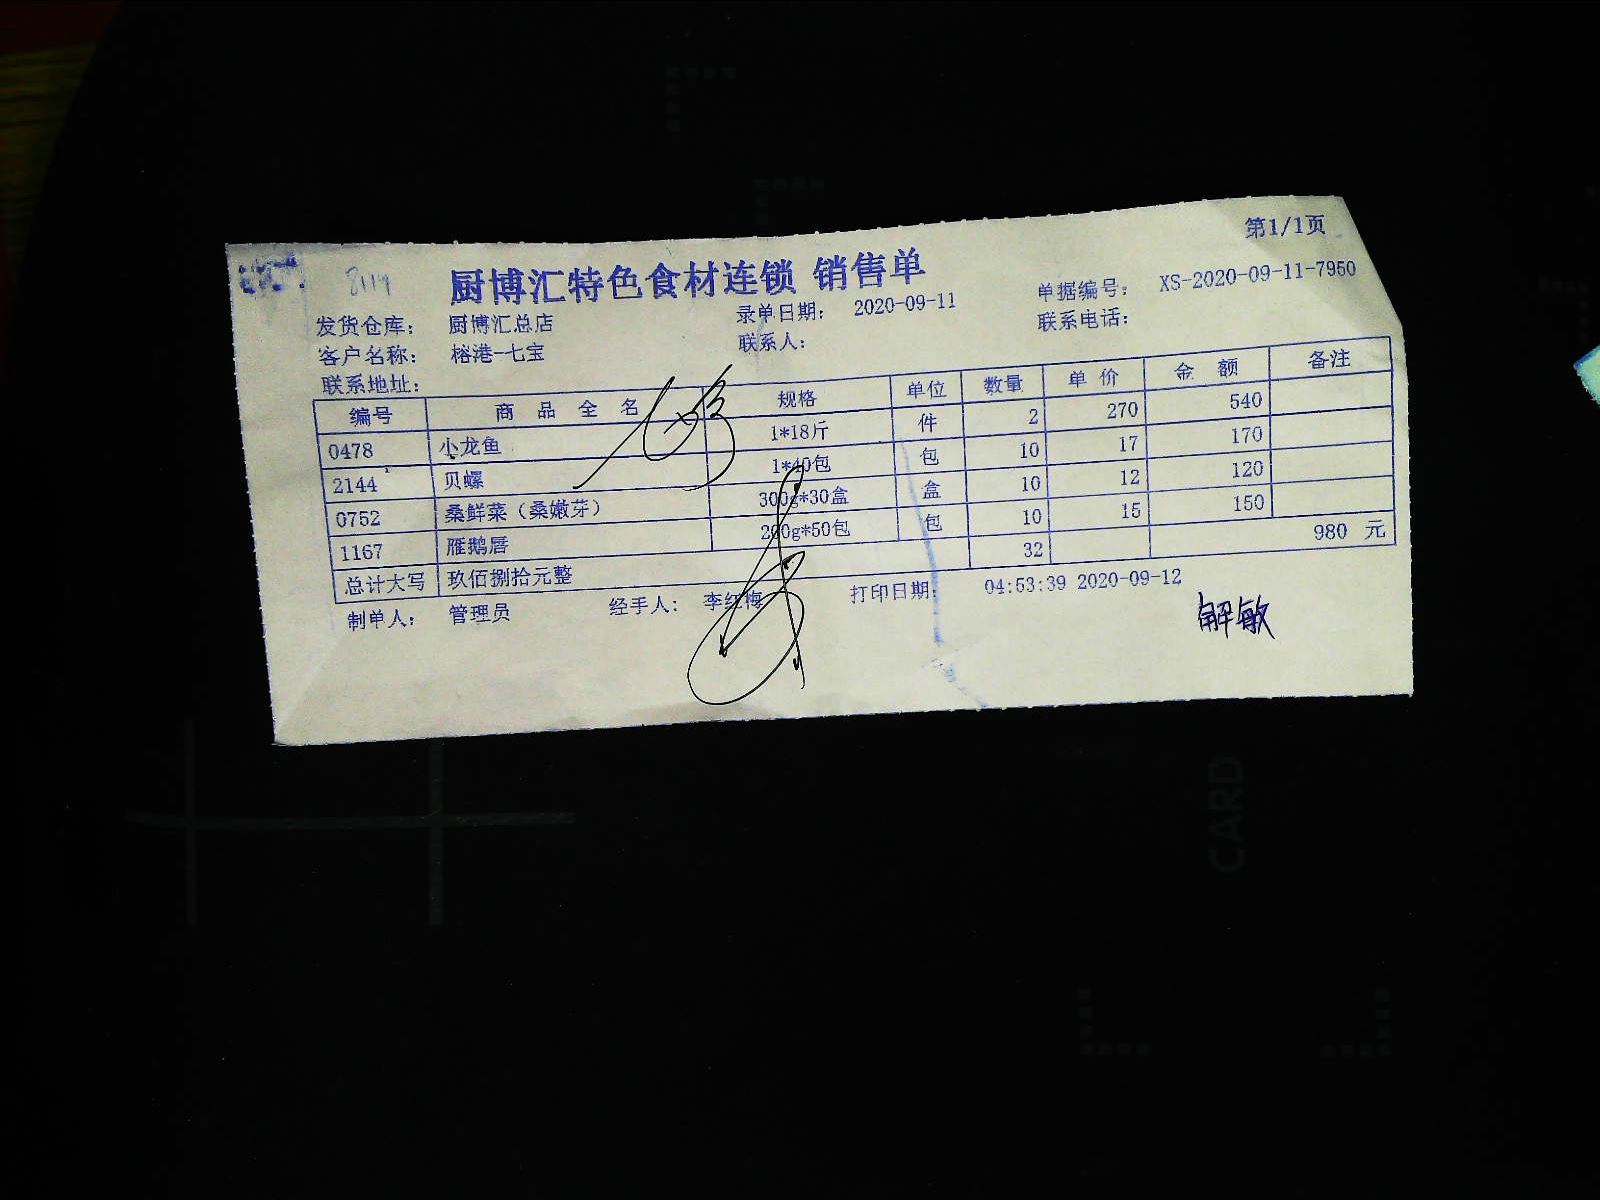 第1/1页
厨博汇特色食材连锁 销售单
发货仓库： 厨博汇总店 录单日期： 2020-09-11 单据编号： XS-2020-09-11-7950
客户名称： 榕港-七宝 联系人： 联系电话：
联系地址：
编号 商品全名 规格 单位 数量 单价 金额 备注
0478 小龙鱼 1*18斤 件 2 270 540
2144 贝螺 1*40包 包 10 17 170
0752 桑鲜菜（桑嫩芽） 300g*30盒 盒 10 12 120
1167 雁鹅唇 200g*50包 包 10 15 150
总计大写 玖佰捌拾元整 32 980 元
制单人： 管理员 经手人： 李红梅 打印日期： 04:53:39 2020-09-12
解敏
CARD